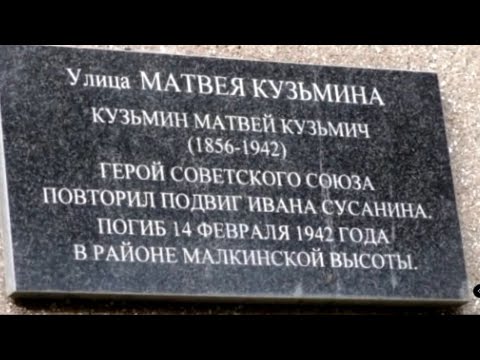 Улица МАТВЕЯ КУЗЬМИНА
КУЗЬМИН МАТВЕЙ КУЗЬМИЧ
(1856-1942)
ГЕРОЙ СОВЕТСКОГО СОЮЗА
ПОВТОРИЛ ПОДВИГ ИВАНА СУСАНИНА.
ПОГИБ 14 ФЕВРАЛЯ 1942 ГОДА
В РАЙОНЕ МАЛКИНСКОЙ ВЫСОТЫ.